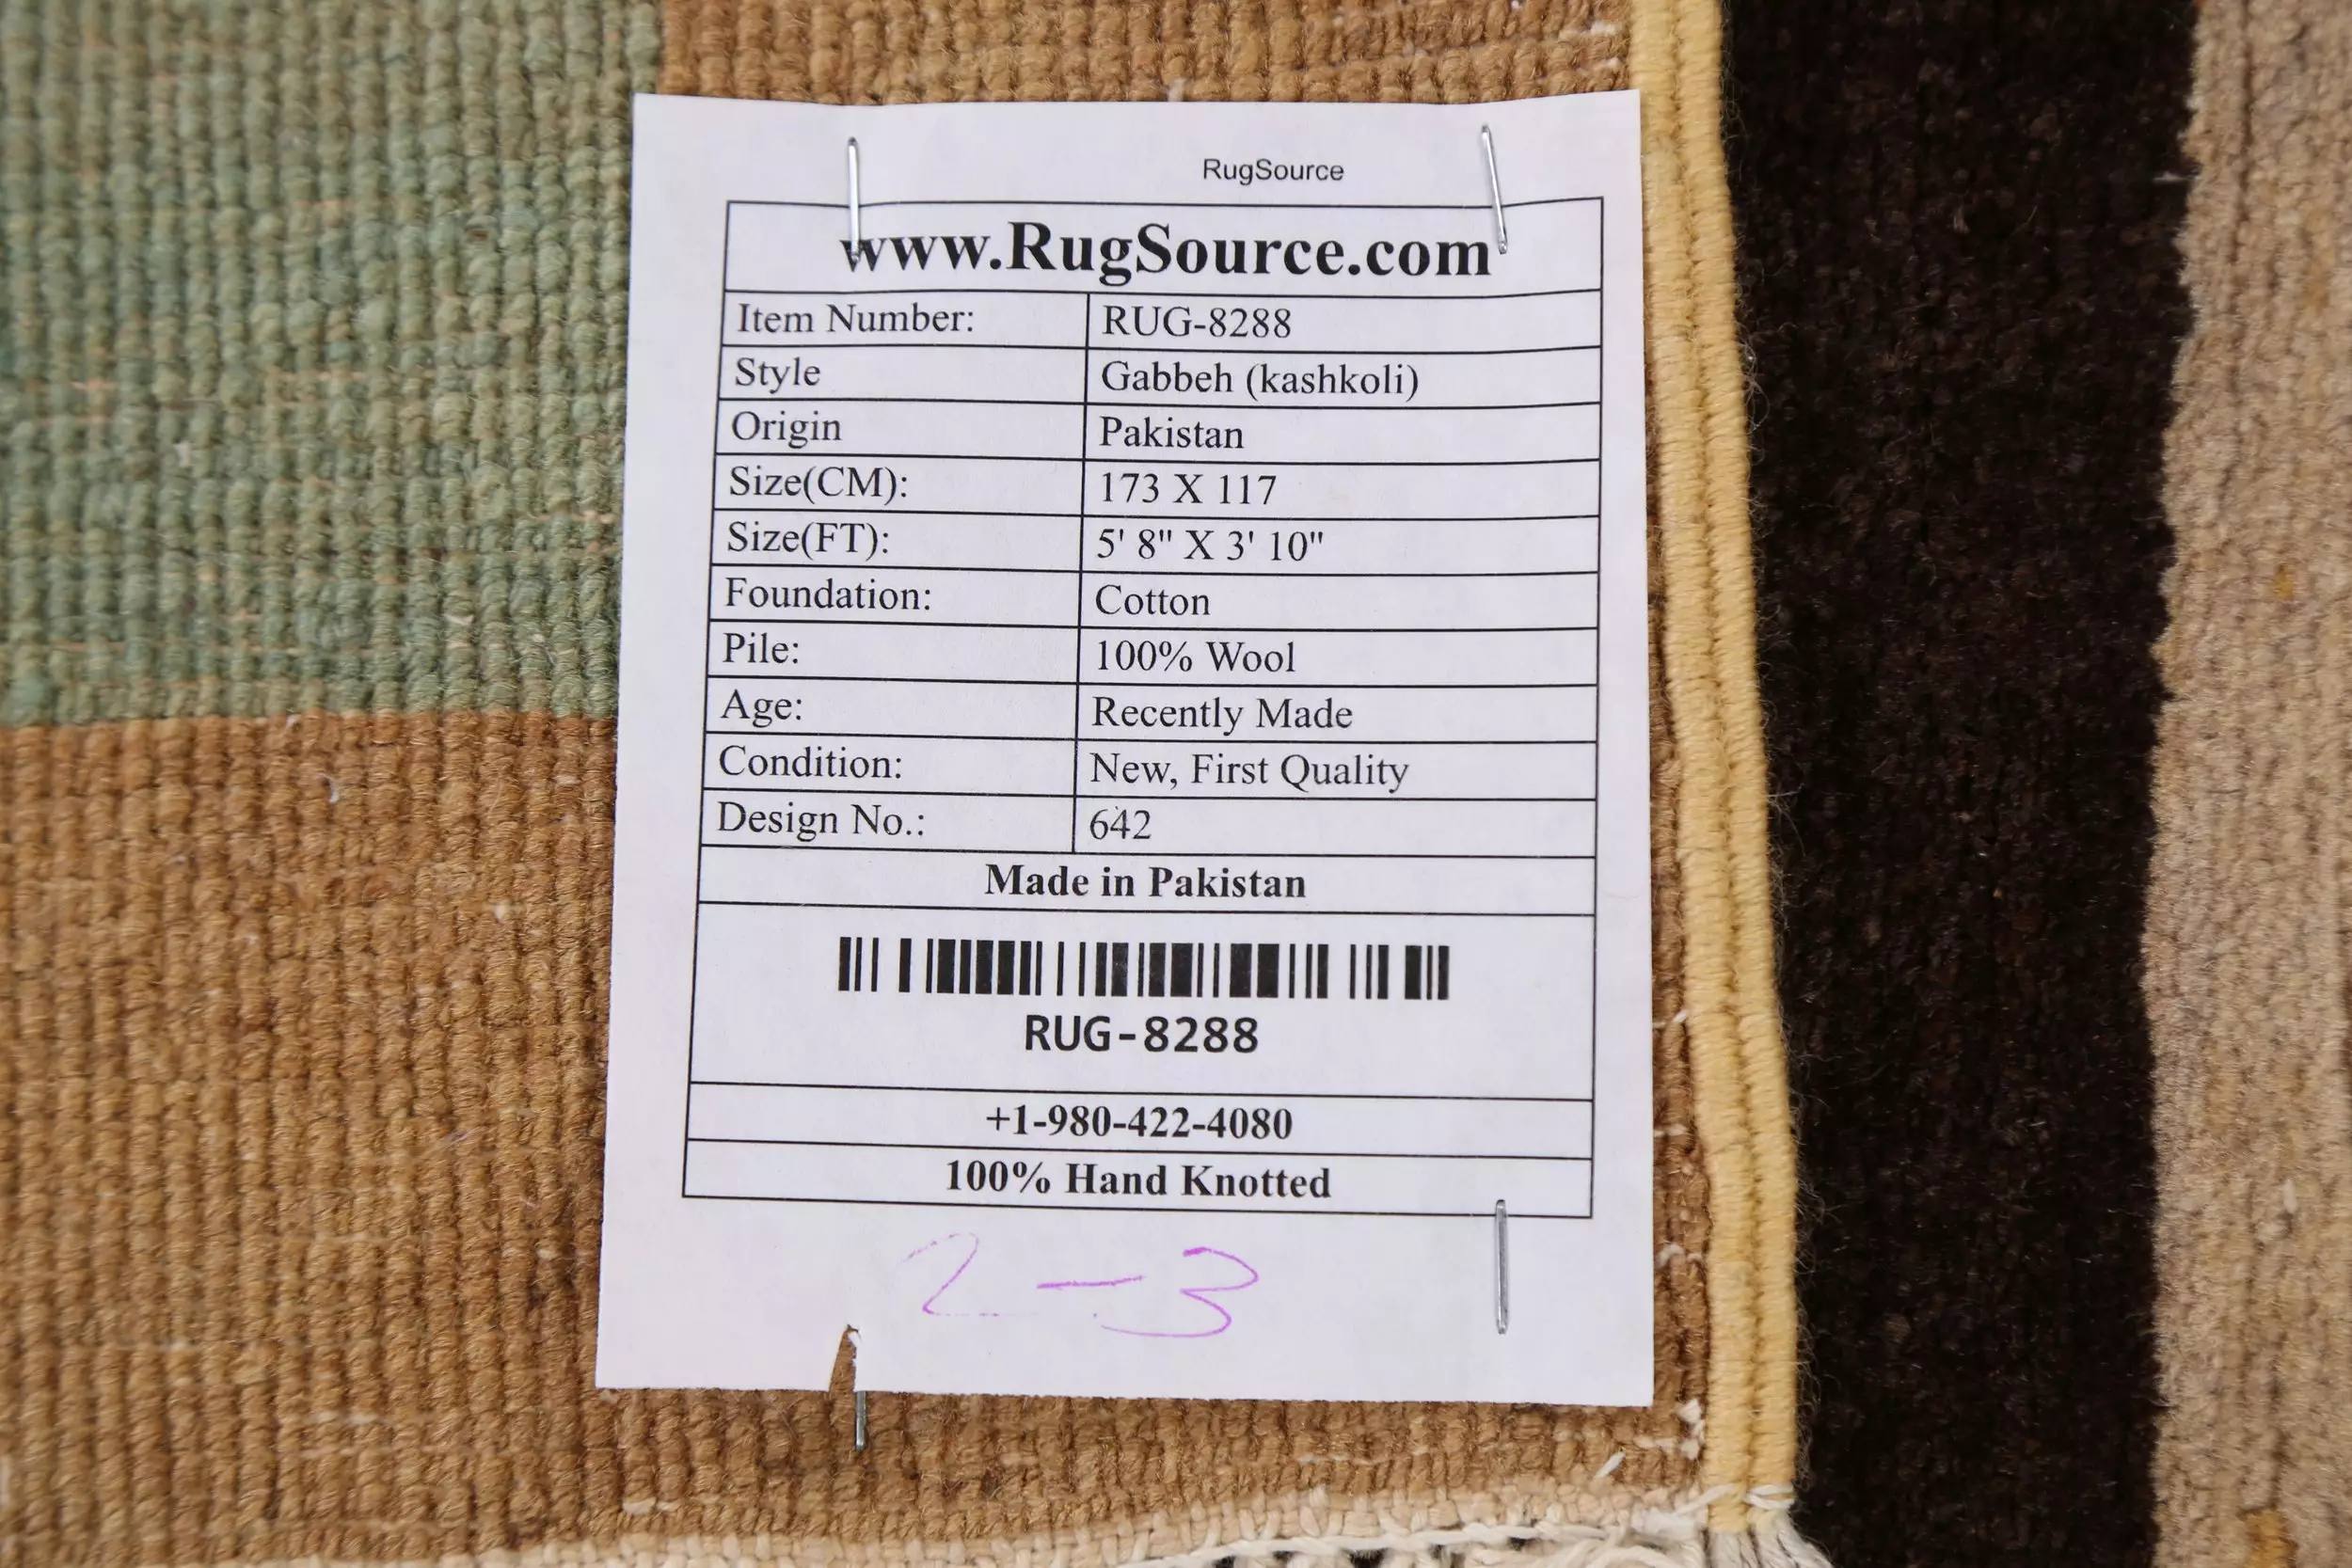 RugSource
www.RugSource.com
Item Number: RUG-8288
Style Gabbeh (kashkoli)
Origin Pakistan
Size(CM): 173 X 117
Size(FT): 5' 8" X 3' 10"
Foundation: Cotton
Pile: 100% Wool
Age: Recently Made
Condition: New, First Quality
Design No.: 642
Made in Pakistan
RUG-8288
+1-980-422-4080
100% Hand Knotted
2-3